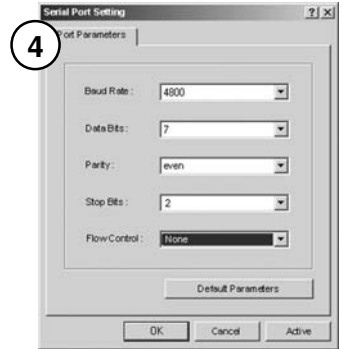 Serial Port Setting
4
Port Parameters
Baud Rate : 4800
Data Bits : 7
Parity : even
Stop Bits : 2
Flow Control : None
Default Parameters
OK Cancel Active